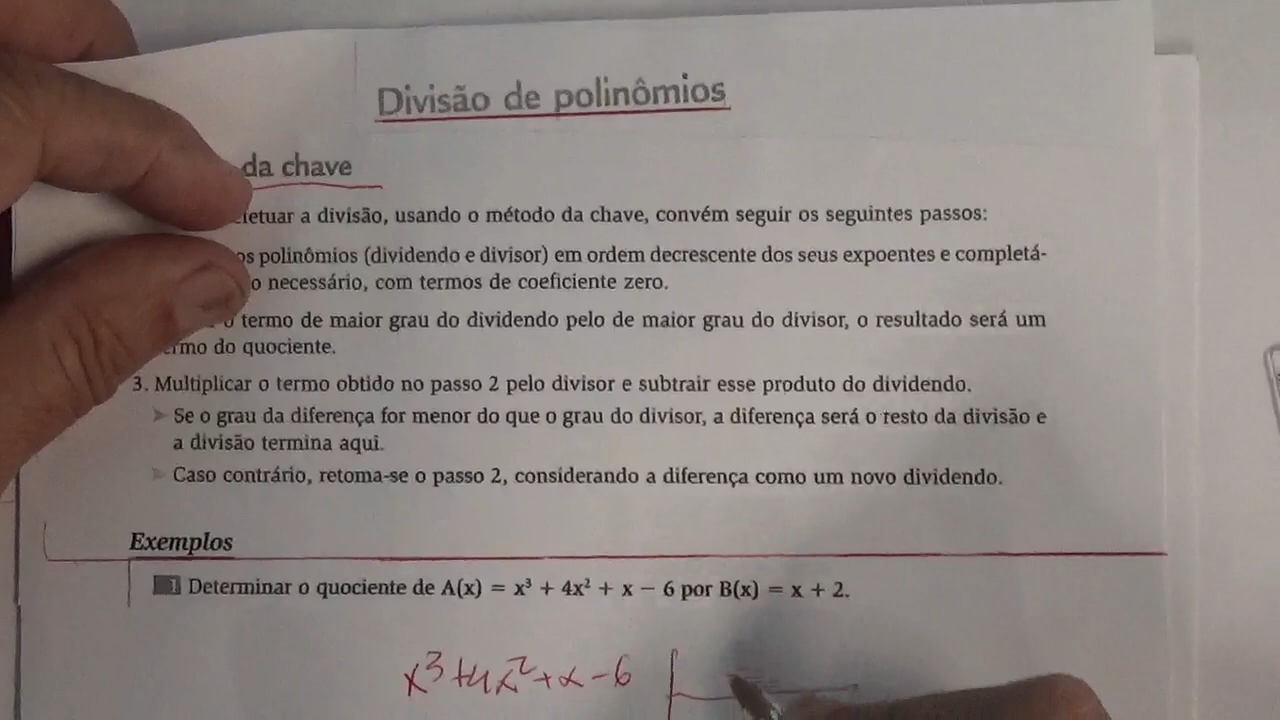 Divisão de polinômios
da chave
efetuar a divisão, usando o método da chave, convém seguir os seguintes passos:
os polinômios (dividendo e divisor) em ordem decrescente dos seus expoentes e completá-
o necessário, com termos de coeficiente zero.
o termo de maior grau do dividendo pelo de maior grau do divisor, o resultado será um
do quociente.
3. Multiplicar o termo obtido no passo 2 pelo divisor e subtrair esse produto do dividendo.
➤ Se o grau da diferença for menor do que o grau do divisor, a diferença será o resto da divisão e
a divisão termina aqui.
➤ Caso contrário, retoma-se o passo 2, considerando a diferença como um novo dividendo.
Exemplos
1 Determinar o quociente de A(x) = x³ + 4x² + x − 6 por B(x) = x + 2.
x³+4x²+x-6